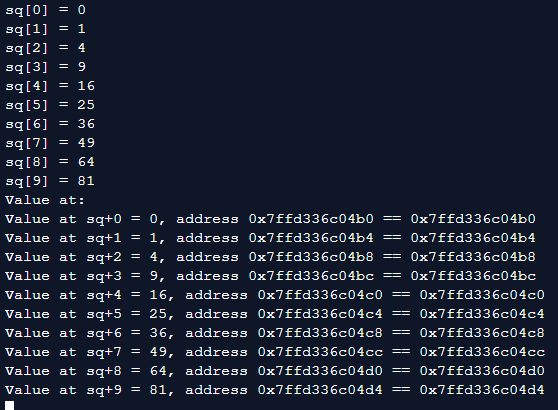 sq[0] = 0
sq[1] = 1
sq[2] = 4
sq[3] = 9
sq[4] = 16
sq[5] = 25
sq[6] = 36
sq[7] = 49
sq[8] = 64
sq[9] = 81
Value at:
Value at sq+0 = 0, address 0x7ffd336c04b0 == 0x7ffd336c04b0
Value at sq+1 = 1, address 0x7ffd336c04b4 == 0x7ffd336c04b4
Value at sq+2 = 4, address 0x7ffd336c04b8 == 0x7ffd336c04b8
Value at sq+3 = 9, address 0x7ffd336c04bc == 0x7ffd336c04bc
Value at sq+4 = 16, address 0x7ffd336c04c0 == 0x7ffd336c04c0
Value at sq+5 = 25, address 0x7ffd336c04c4 == 0x7ffd336c04c4
Value at sq+6 = 36, address 0x7ffd336c04c8 == 0x7ffd336c04c8
Value at sq+7 = 49, address 0x7ffd336c04cc == 0x7ffd336c04cc
Value at sq+8 = 64, address 0x7ffd336c04d0 == 0x7ffd336c04d0
Value at sq+9 = 81, address 0x7ffd336c04d4 == 0x7ffd336c04d4